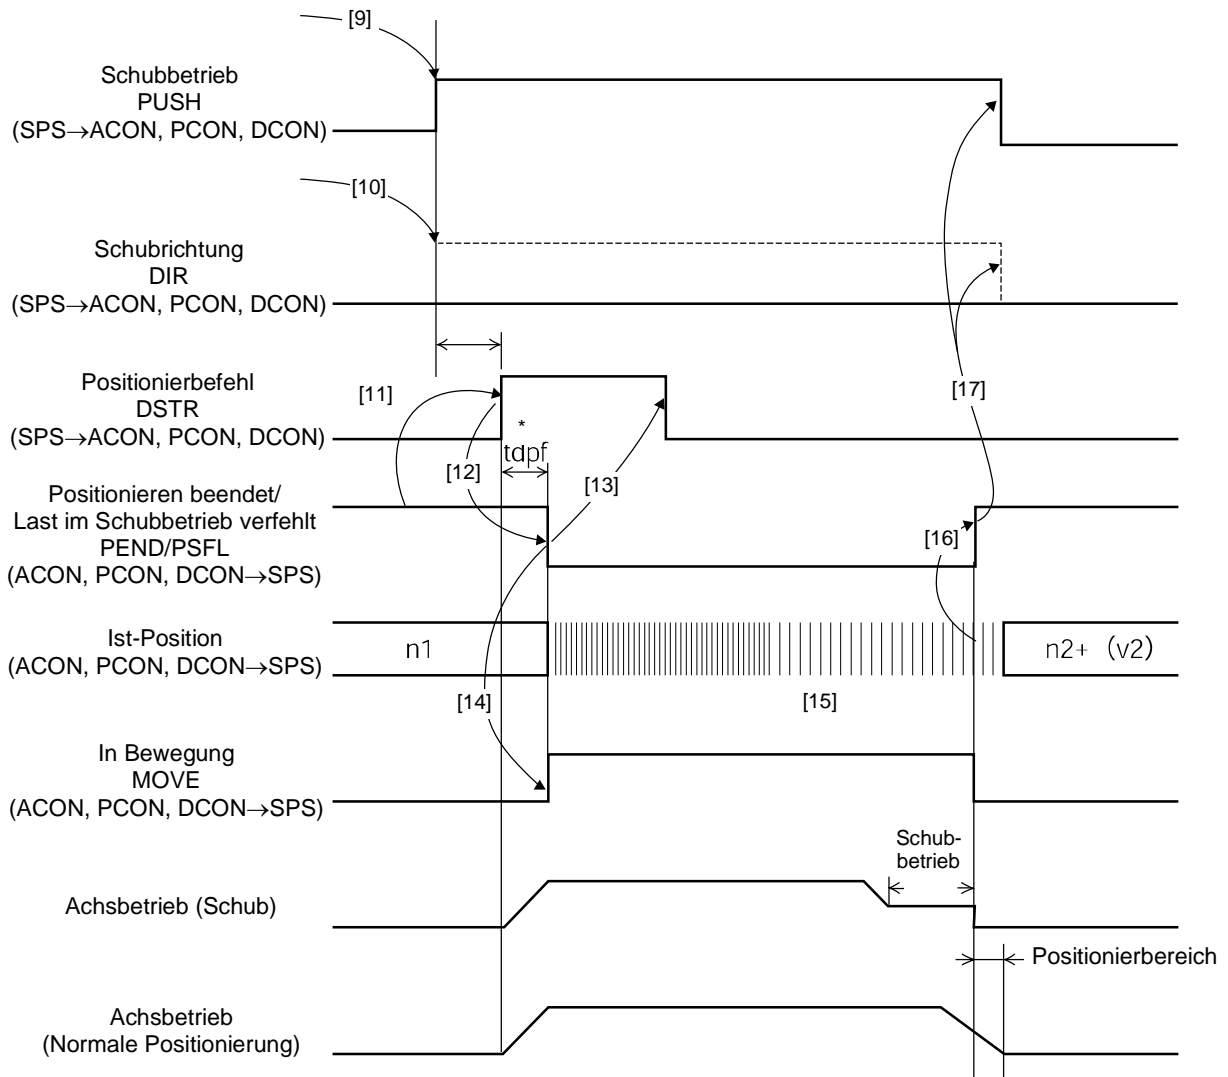 [9]
Schubbetrieb
PUSH
(SPS→ACON, PCON, DCON)
[10]
Schubrichtung
DIR
(SPS→ACON, PCON, DCON)
Positionierbefehl
DSTR
(SPS→ACON, PCON, DCON)
[11]
*
tdpf
[12]
[13]
[17]
Positionieren beendet/
Last im Schubbetrieb verfehlt
PEND/PSFL
(ACON, PCON, DCON→SPS)
[16]
Ist-Position
(ACON, PCON, DCON→SPS)
n1
n2+ (v2)
[14]
[15]
In Bewegung
MOVE
(ACON, PCON, DCON→SPS)
Schub-
betrieb
Achsbetrieb (Schub)
Positionierbereich
Achsbetrieb
(Normale Positionierung)